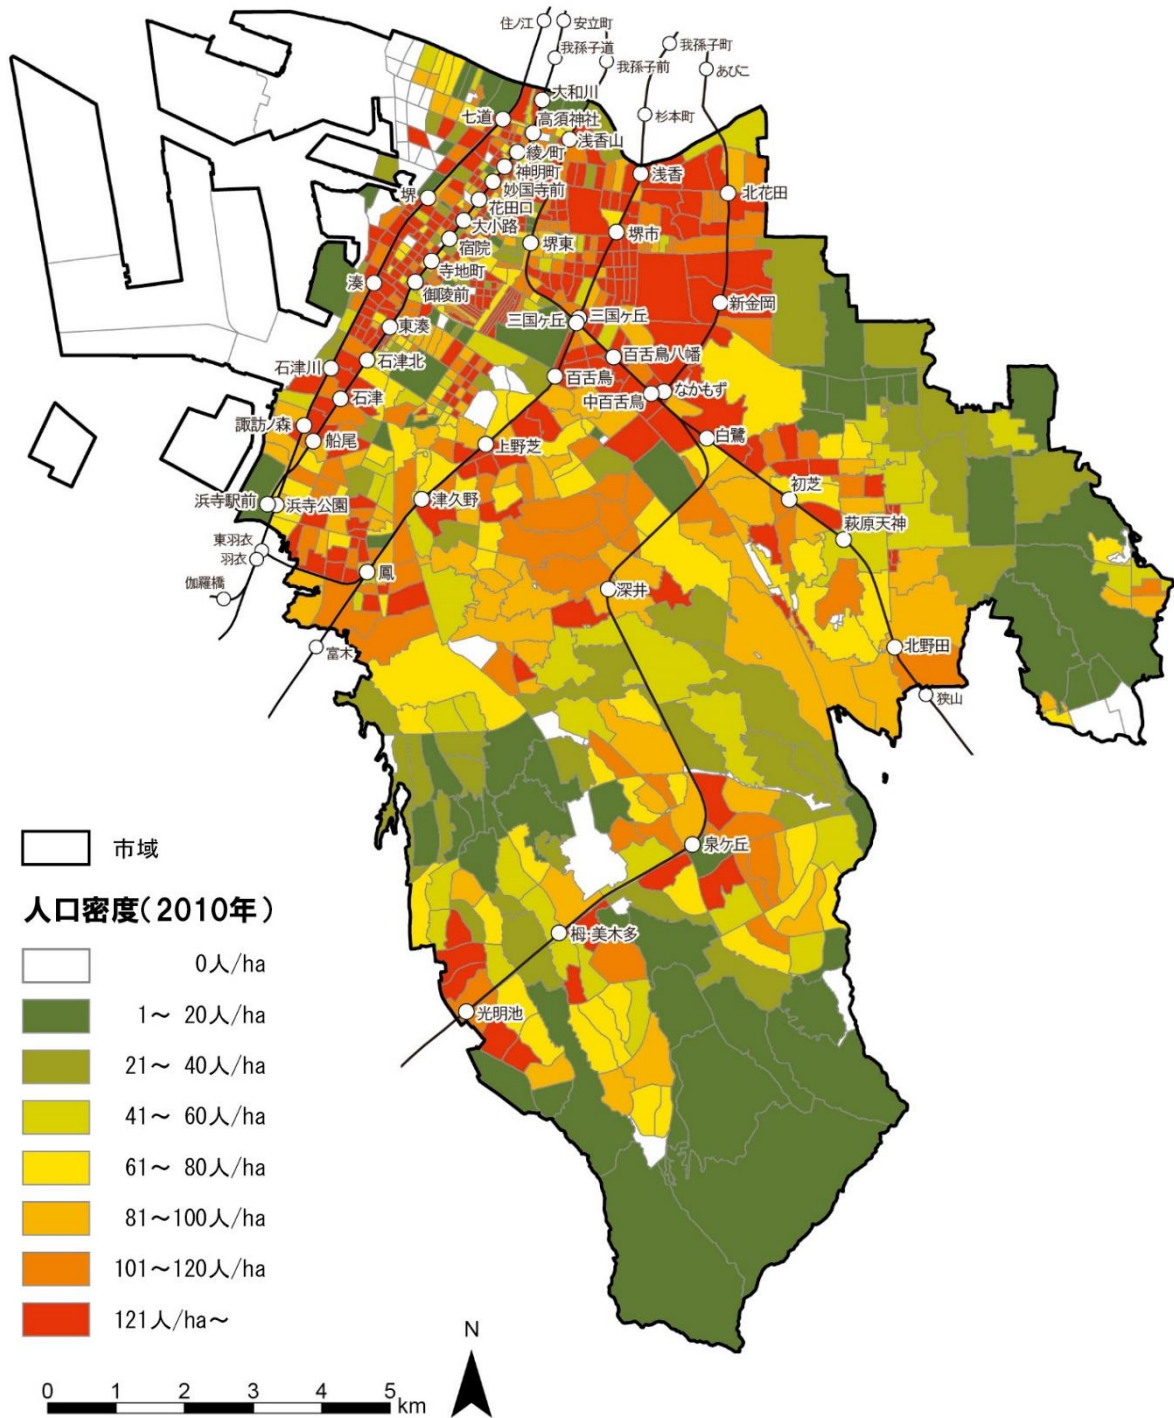 住ノ江
安立町
我孫子道
我孫子前
我孫子町
あびこ
大和川
七道
高須神社
杉本町
浅香山
綾ノ町
神明町
浅香
妙国寺前
北花田
堺
花田口
大小路
堺市
宿院
堺東
寺地町
湊
御陵前
新金岡
三国ヶ丘
三国ヶ丘
東湊
百舌鳥八幡
石津北
石津川
百舌鳥
なかもず
中百舌鳥
石津
諏訪ノ森
船尾
白鷺
上野芝
浜寺駅前
浜寺公園
津久野
初芝
萩原天神
東羽衣
羽衣
鳳
伽羅橋
深井
富木
北野田
狭山
泉ケ丘
栂・美木多
光明池
市域
人口密度(2010年)
0人/ha
1～ 20人/ha
21～ 40人/ha
41～ 60人/ha
61～ 80人/ha
81～100人/ha
101～120人/ha
121人/ha～
N
0 1 2 3 4 5
km